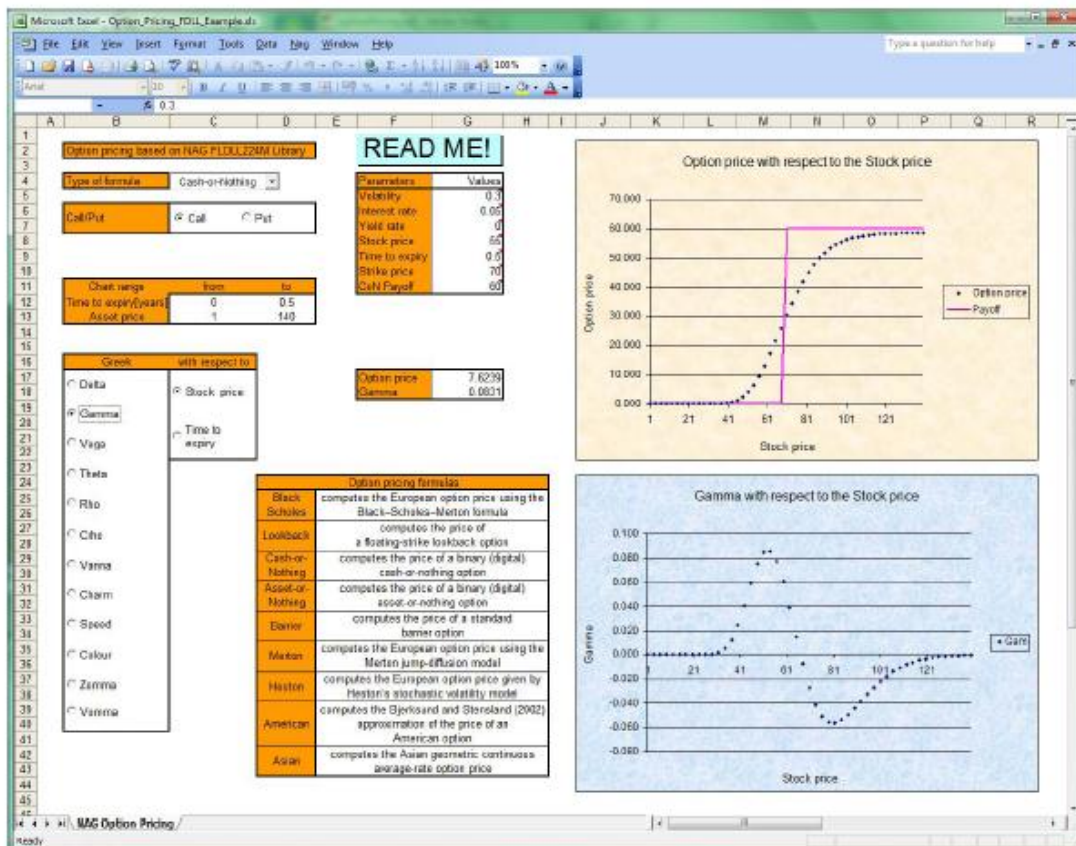 Microsoft Excel - Option_Pricing_FDLL_Example.xls
File Edit View Insert Format Tools Data Nag Window Help
Type a question for help
100%
Arial 10
0.3
A B C D E F G H I J K L M N O P Q R
Option pricing based on NAG FLDLL224M Library
READ ME!
Type of formula Cash-or-Nothing
Call/Put Call Put
Parameters Values
Volatility 0.3
Interest rate 0.05
Yield rate 0
Stock price 55
Time to expiry 0.5
Strike price 70
CoN Payoff 60
Chart range from to
Time to expiry[years] 0 0.5
Asset price 1 140
Greek with respect to
Delta
Gamma
Vega
Theta
Rho
Crho
Vanna
Charm
Speed
Colour
Zomma
Vomma
Stock price
Time to
expiry
Option price 7.6239
Gamma 0.0831
Option pricing formulas
Black
Scholes
computes the European option price using the
Black-Scholes-Merton formula
Lookback
computes the price of
a floating-strike lookback option
Cash-or-
Nothing
computes the price of a binary (digital)
cash-or-nothing option
Asset-or-
Nothing
computes the price of a binary (digital)
asset-or-nothing option
Barrier
computes the price of a standard
barrier option
Merton
computes the European option price using the
Merton jump-diffusion model
Heston
computes the European option price given by
Heston's stochastic volatility model
American
computes the Bjerksund and Stensland (2002)
approximation of the price of an
American option
Asian
computes the Asian geometric continuous
average-rate option price
Option price with respect to the Stock price
70.000
60.000
50.000
40.000
30.000
20.000
10.000
0.000
Option price
1 21 41 61 81 101 121
Stock price
Option price
Payoff
Gamma with respect to the Stock price
0.100
0.080
0.060
0.040
0.020
0.000
-0.020
-0.040
-0.060
-0.080
Gamma
1 21 41 61 81 101 121
Stock price
Gam
NAG Option Pricing
Ready